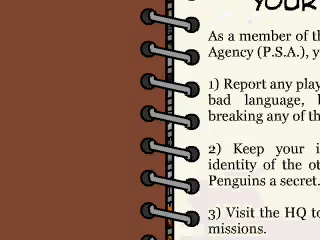 YOUR
As a member of th
Agency (P.S.A.), y
1) Report any play
bad language,
breaking any of th
2) Keep your i
identity of the ot
Penguins a secret.
3) Visit the HQ to
missions.